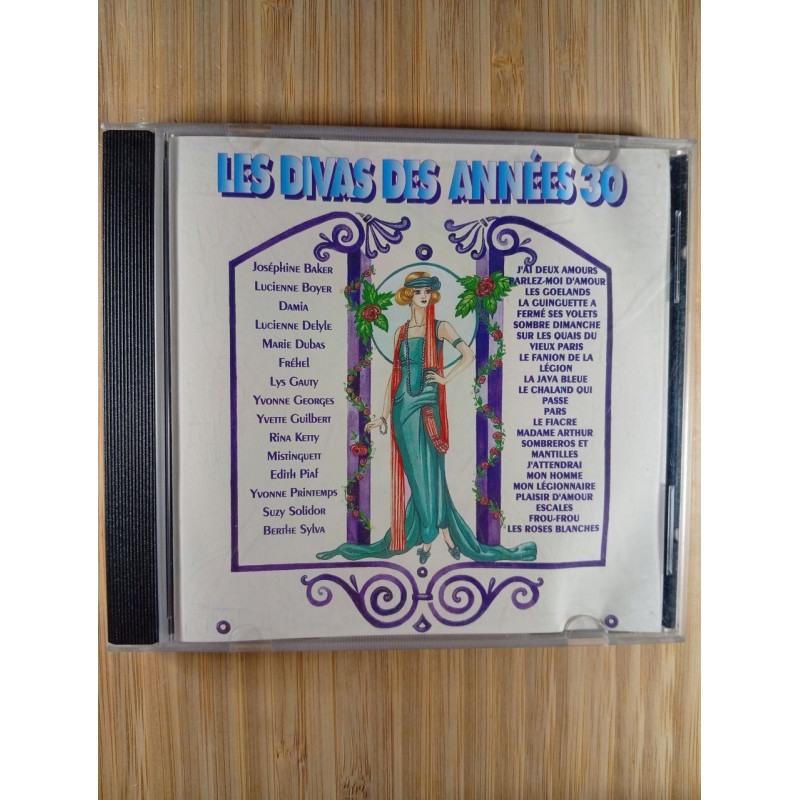 LES DIVAS DES ANNÉES 30
Joséphine Baker
Lucienne Boyer
Damia
Lucienne Delyle
Marie Dubas
Fréhel
Lys Gauty
Yvonne Georges
Yvette Guilbert
Rina Ketty
Mistinguett
Edith Piaf
Yvonne Printemps
Suzy Solidor
Berthe Sylva
J'AI DEUX AMOURS
PARLEZ-MOI D'AMOUR
LES GOELANDS
LA GUINGUETTE A
FERMÉ SES VOLETS
SOMBRE DIMANCHE
SUR LES QUAIS DU
VIEUX PARIS
LE FANION DE LA
LÉGION
LA JAVA BLEUE
LE CHALAND QUI
PASSE
PARS
LE FIACRE
MADAME ARTHUR
SOMBREROS ET
MANTILLES
J'ATTENDRAI
MON HOMME
MON LÉGIONNAIRE
PLAISIR D'AMOUR
ESCALES
FROU-FROU
LES ROSES BLANCHES